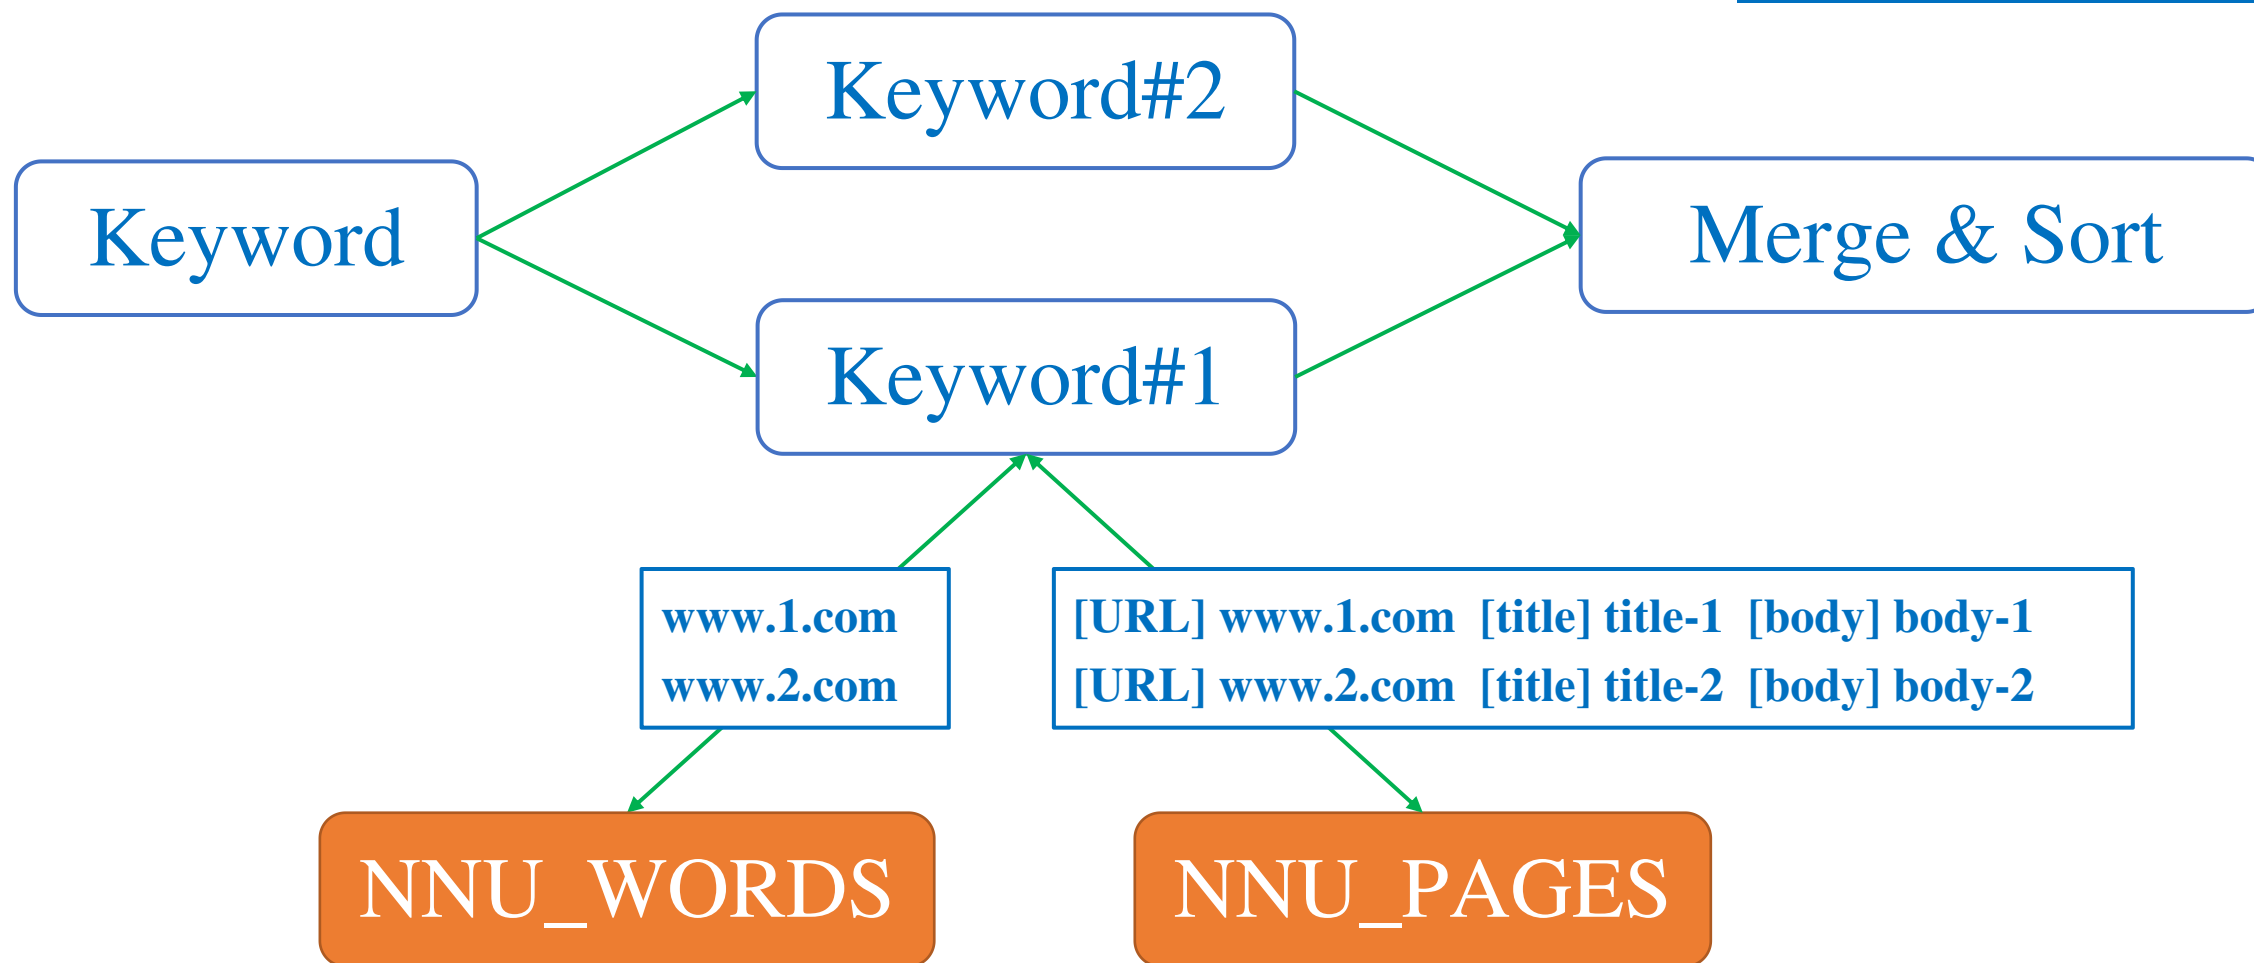 Keyword#2
Keyword
Merge & Sort
Keyword#1
www.1.com
www.2.com
[URL] www.1.com [title] title-1 [body] body-1
[URL] www.2.com [title] title-2 [body] body-2
NNU_WORDS
NNU_PAGES